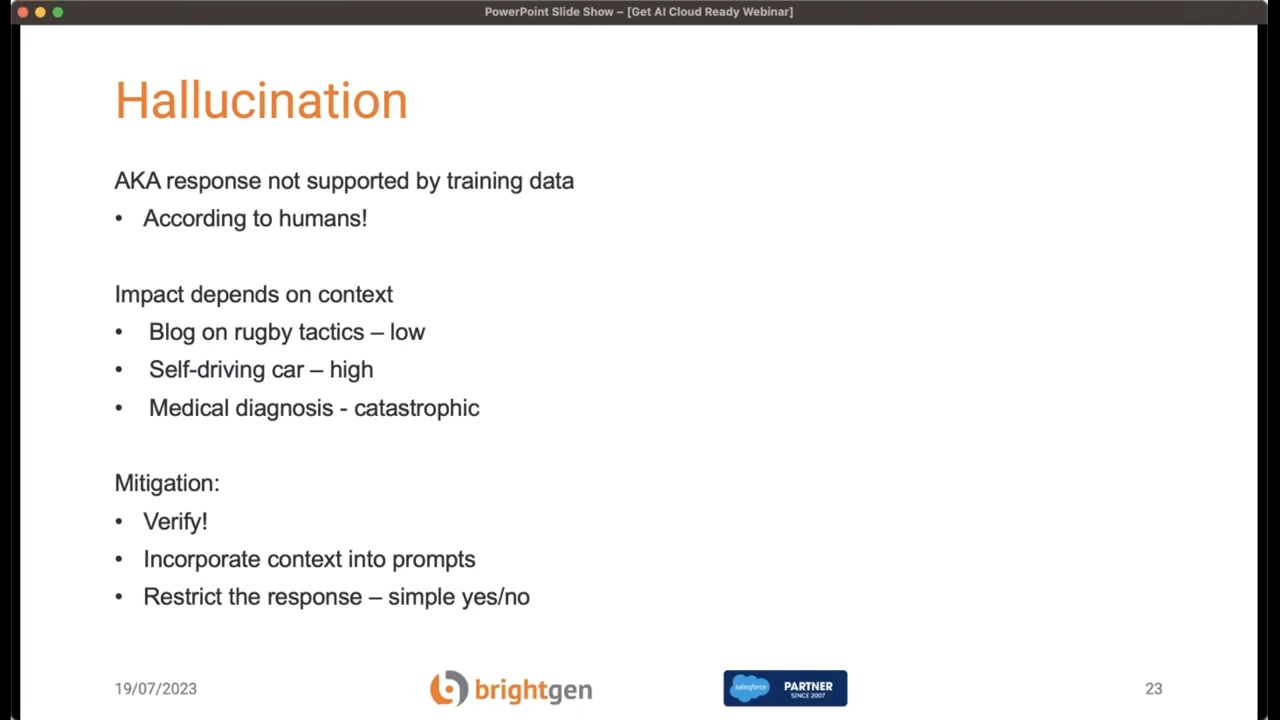 PowerPoint Slide Show – [Get AI Cloud Ready Webinar]
Hallucination
AKA response not supported by training data
• According to humans!
Impact depends on context
• Blog on rugby tactics – low
• Self-driving car – high
• Medical diagnosis - catastrophic
Mitigation:
• Verify!
• Incorporate context into prompts
• Restrict the response – simple yes/no
19/07/2023
brightgen
salesforce
PARTNER
SINCE 2007
23